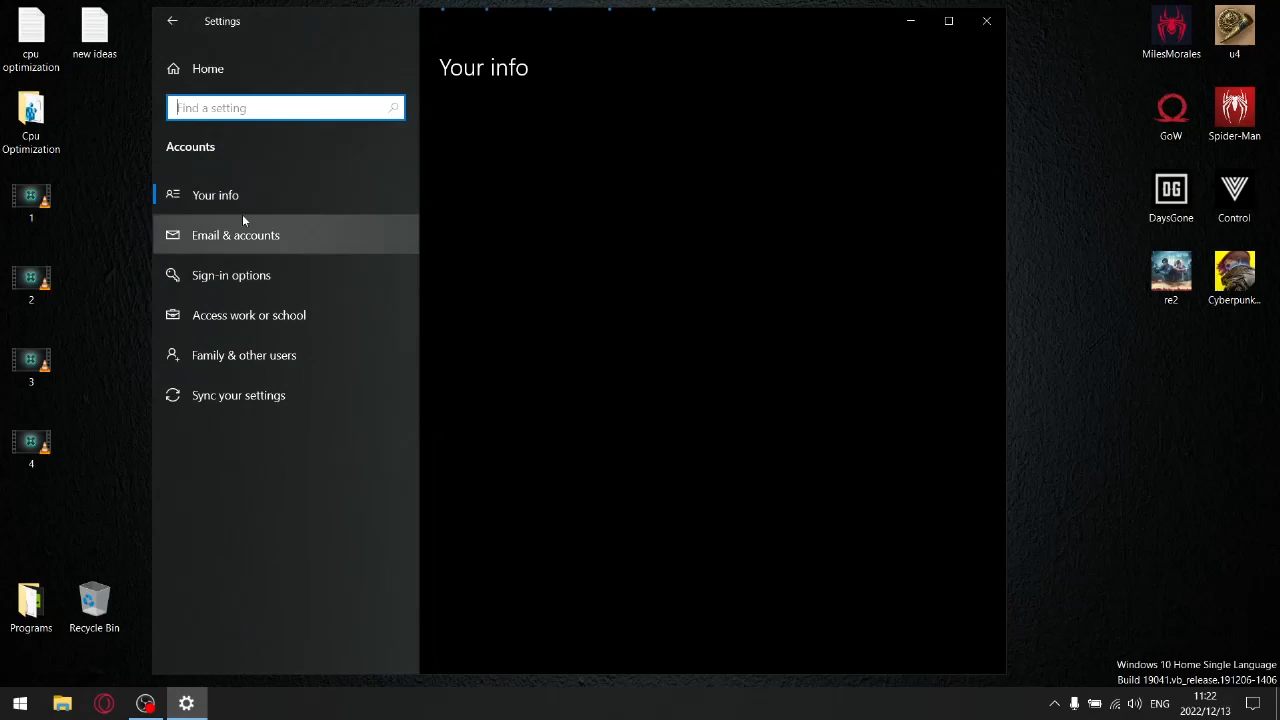 cpu
optimization
new ideas
Cpu
Optimization
1
2
3
4
Programs
Recycle Bin
Settings
Home
Find a setting
Accounts
Your info
Email & accounts
Sign-in options
Access work or school
Family & other users
Sync your settings
Your info
MilesMorales
u4
GoW
Spider-Man
DG
DaysGone
Control
re2
Cyberpunk...
Windows 10 Home Single Language
Build 19041.vb_release.191206-1406
ENG
11:22
2022/12/13